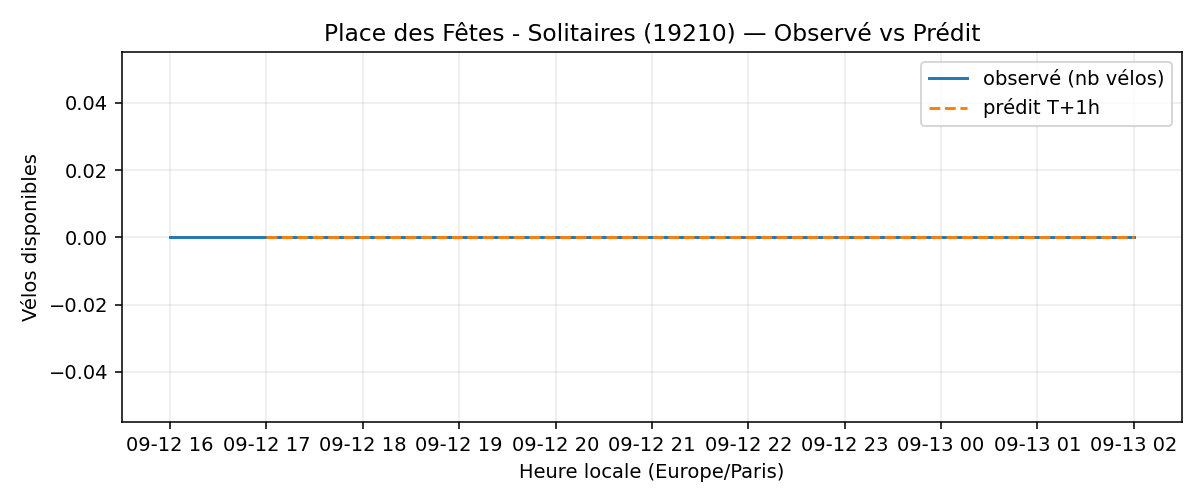 Place des Fêtes - Solitaires (19210) — Observé vs Prédit
observé (nb vélos)
prédit T+1h
Vélos disponibles
0.04
0.02
0.00
−0.02
−0.04
09-12 16 09-12 17 09-12 18 09-12 19 09-12 20 09-12 21 09-12 22 09-12 23 09-13 00 09-13 01 09-13 02
Heure locale (Europe/Paris)